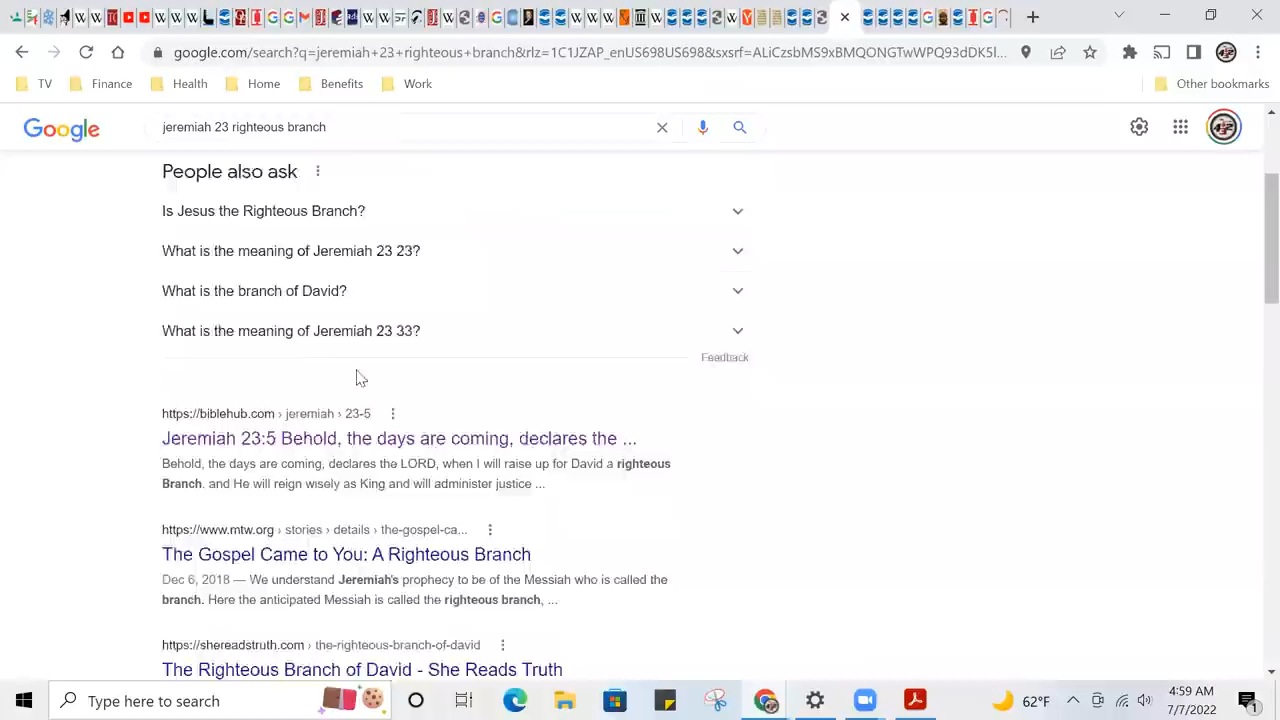 google.com/search?q=jeremiah+23+righteous+branch&rlz=1C1JZAP_enUS698US698&sxsrf=ALiCzsbMS9xBMQONGTwWPQ93dDK5l...
TV Finance Health Home Benefits Work Other bookmarks
Google jeremiah 23 righteous branch
People also ask
Is Jesus the Righteous Branch?
What is the meaning of Jeremiah 23 23?
What is the branch of David?
What is the meaning of Jeremiah 23 33?
Feedback
https://biblehub.com › jeremiah › 23-5
Jeremiah 23:5 Behold, the days are coming, declares the ...
Behold, the days are coming, declares the LORD, when I will raise up for David a righteous
Branch. and He will reign wisely as King and will administer justice ...
https://www.mtw.org › stories › details › the-gospel-ca...
The Gospel Came to You: A Righteous Branch
Dec 6, 2018 — We understand Jeremiah's prophecy to be of the Messiah who is called the
branch. Here the anticipated Messiah is called the righteous branch, ...
https://shereadstruth.com › the-righteous-branch-of-david
The Righteous Branch of David - She Reads Truth
Type here to search
62°F
4:59 AM
7/7/2022
1